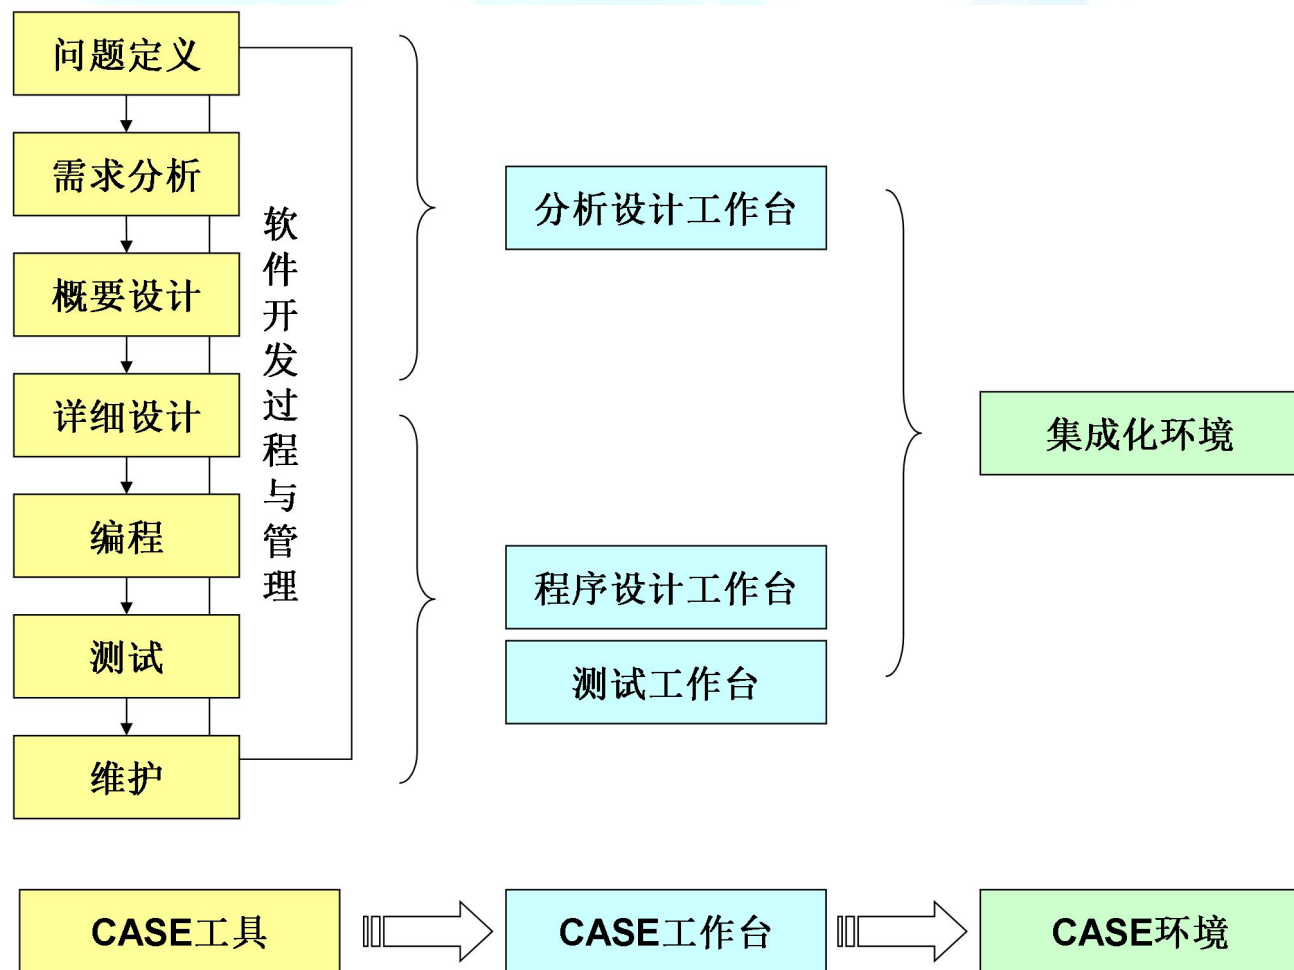 问题定义
需求分析
概要设计
详细设计
编程
测试
维护
软件开发过程与管理
分析设计工作台
程序设计工作台
测试工作台
集成化环境
CASE工具
CASE工作台
CASE环境